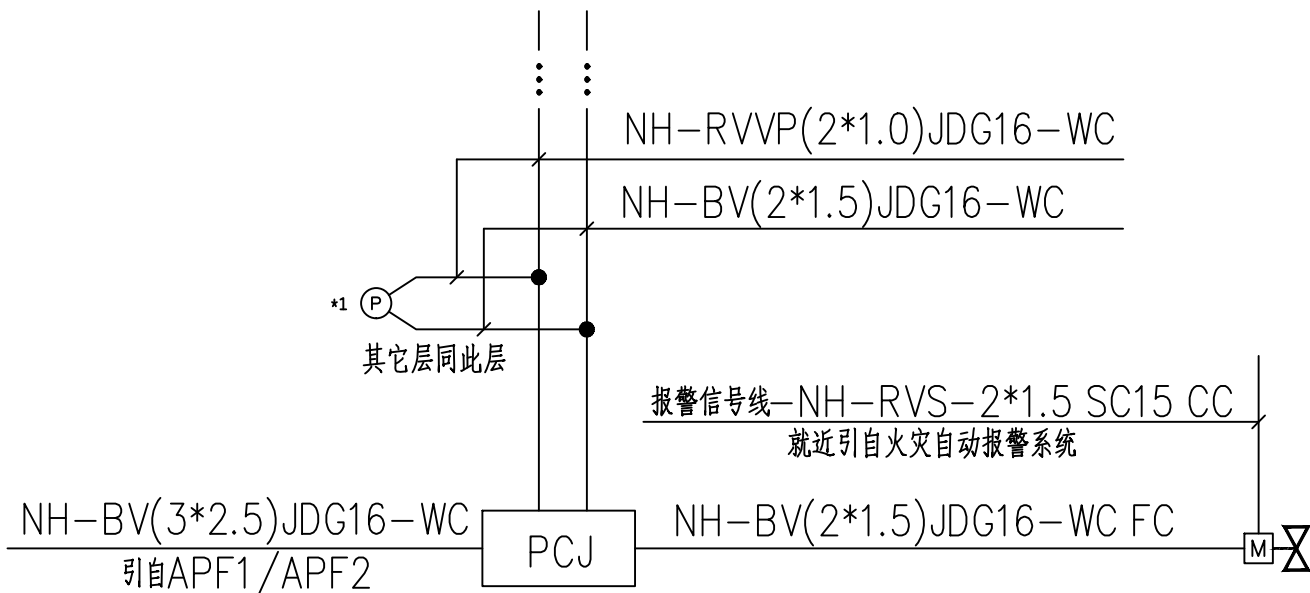 NH-RVVP(2*1.0)JDG16-WC
NH-BV(2*1.5)JDG16-WC
*1 P
其它层同此层
报警信号线-NH-RVS-2*1.5 SC15 CC
就近引自火灾自动报警系统
NH-BV(3*2.5)JDG16-WC
引自APF1/APF2
PCJ
NH-BV(2*1.5)JDG16-WC FC
M